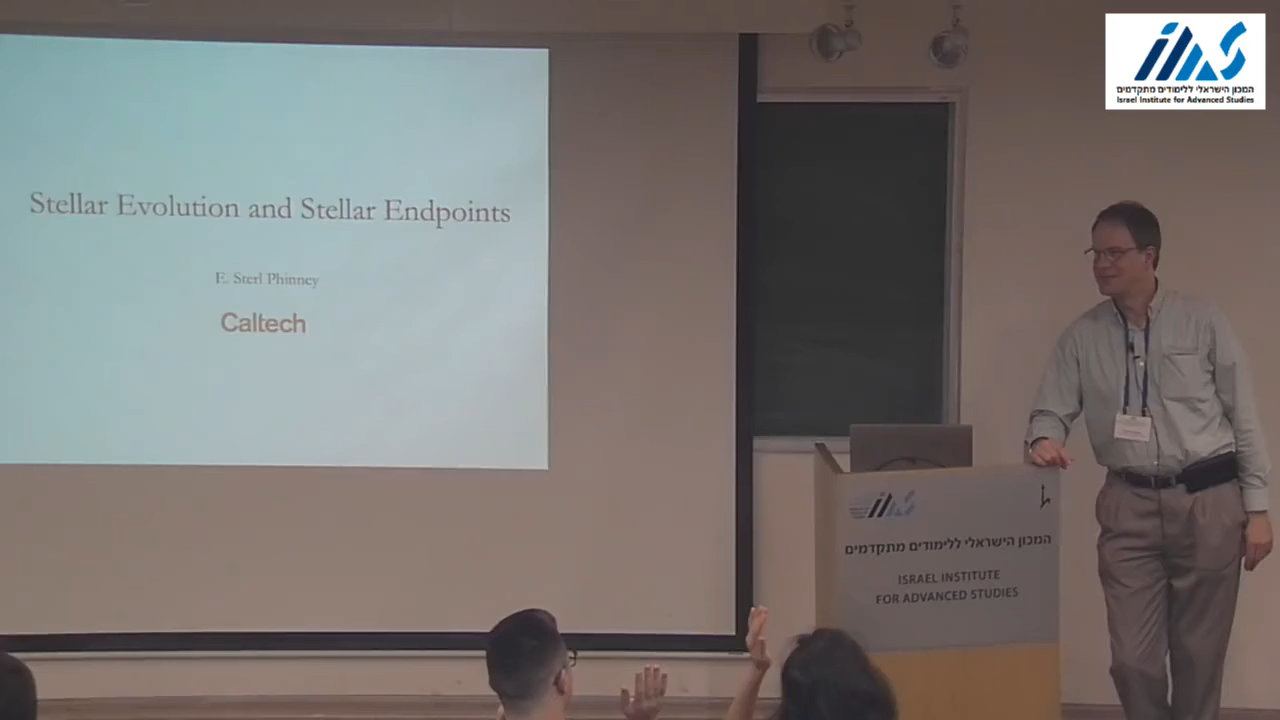 Stellar Evolution and Stellar Endpoints
E. Sterl Phinney
Caltech
המכון הישראלי ללימודים מתקדמים
Israel Institute for Advanced Studies
המכון הישראלי ללימודים מתקדמים
ISRAEL INSTITUTE
FOR ADVANCED STUDIES